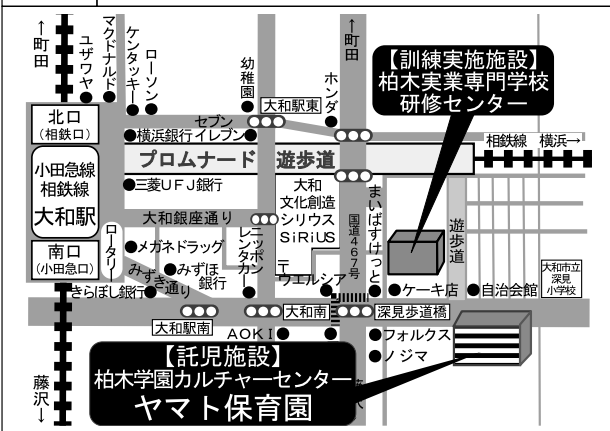 ←町田
ユザワヤ
マクドナルド
ケンタッキー
ローソン
幼稚園
大和駅東
ホンダ
←町田
【訓練実施施設】
柏木実業専門学校
研修センター
北口
(相鉄口)
セブン
イレブン
横浜銀行
相鉄線 横浜→
プロムナード 遊歩道
小田急線
相鉄線
大和駅
三菱UFJ銀行
大和
文化創造
シリウス
SiRiUS
まいばすけっと
国道467号
遊歩道
大和銀座通り
南口
(小田急口)
ロータリー
メガネドラッグ
みずほ
銀行
みずき通り
ニッポン
レンタカー
〒
ウエルシア
きらぼし銀行
ケーキ店
自治会館
大和市立
深見
小学校
大和駅南
大和南
深見歩道橋
AOKI
フォルクス
ノジマ
藤沢→
【託児施設】
柏木学園カルチャーセンター
ヤマト保育園